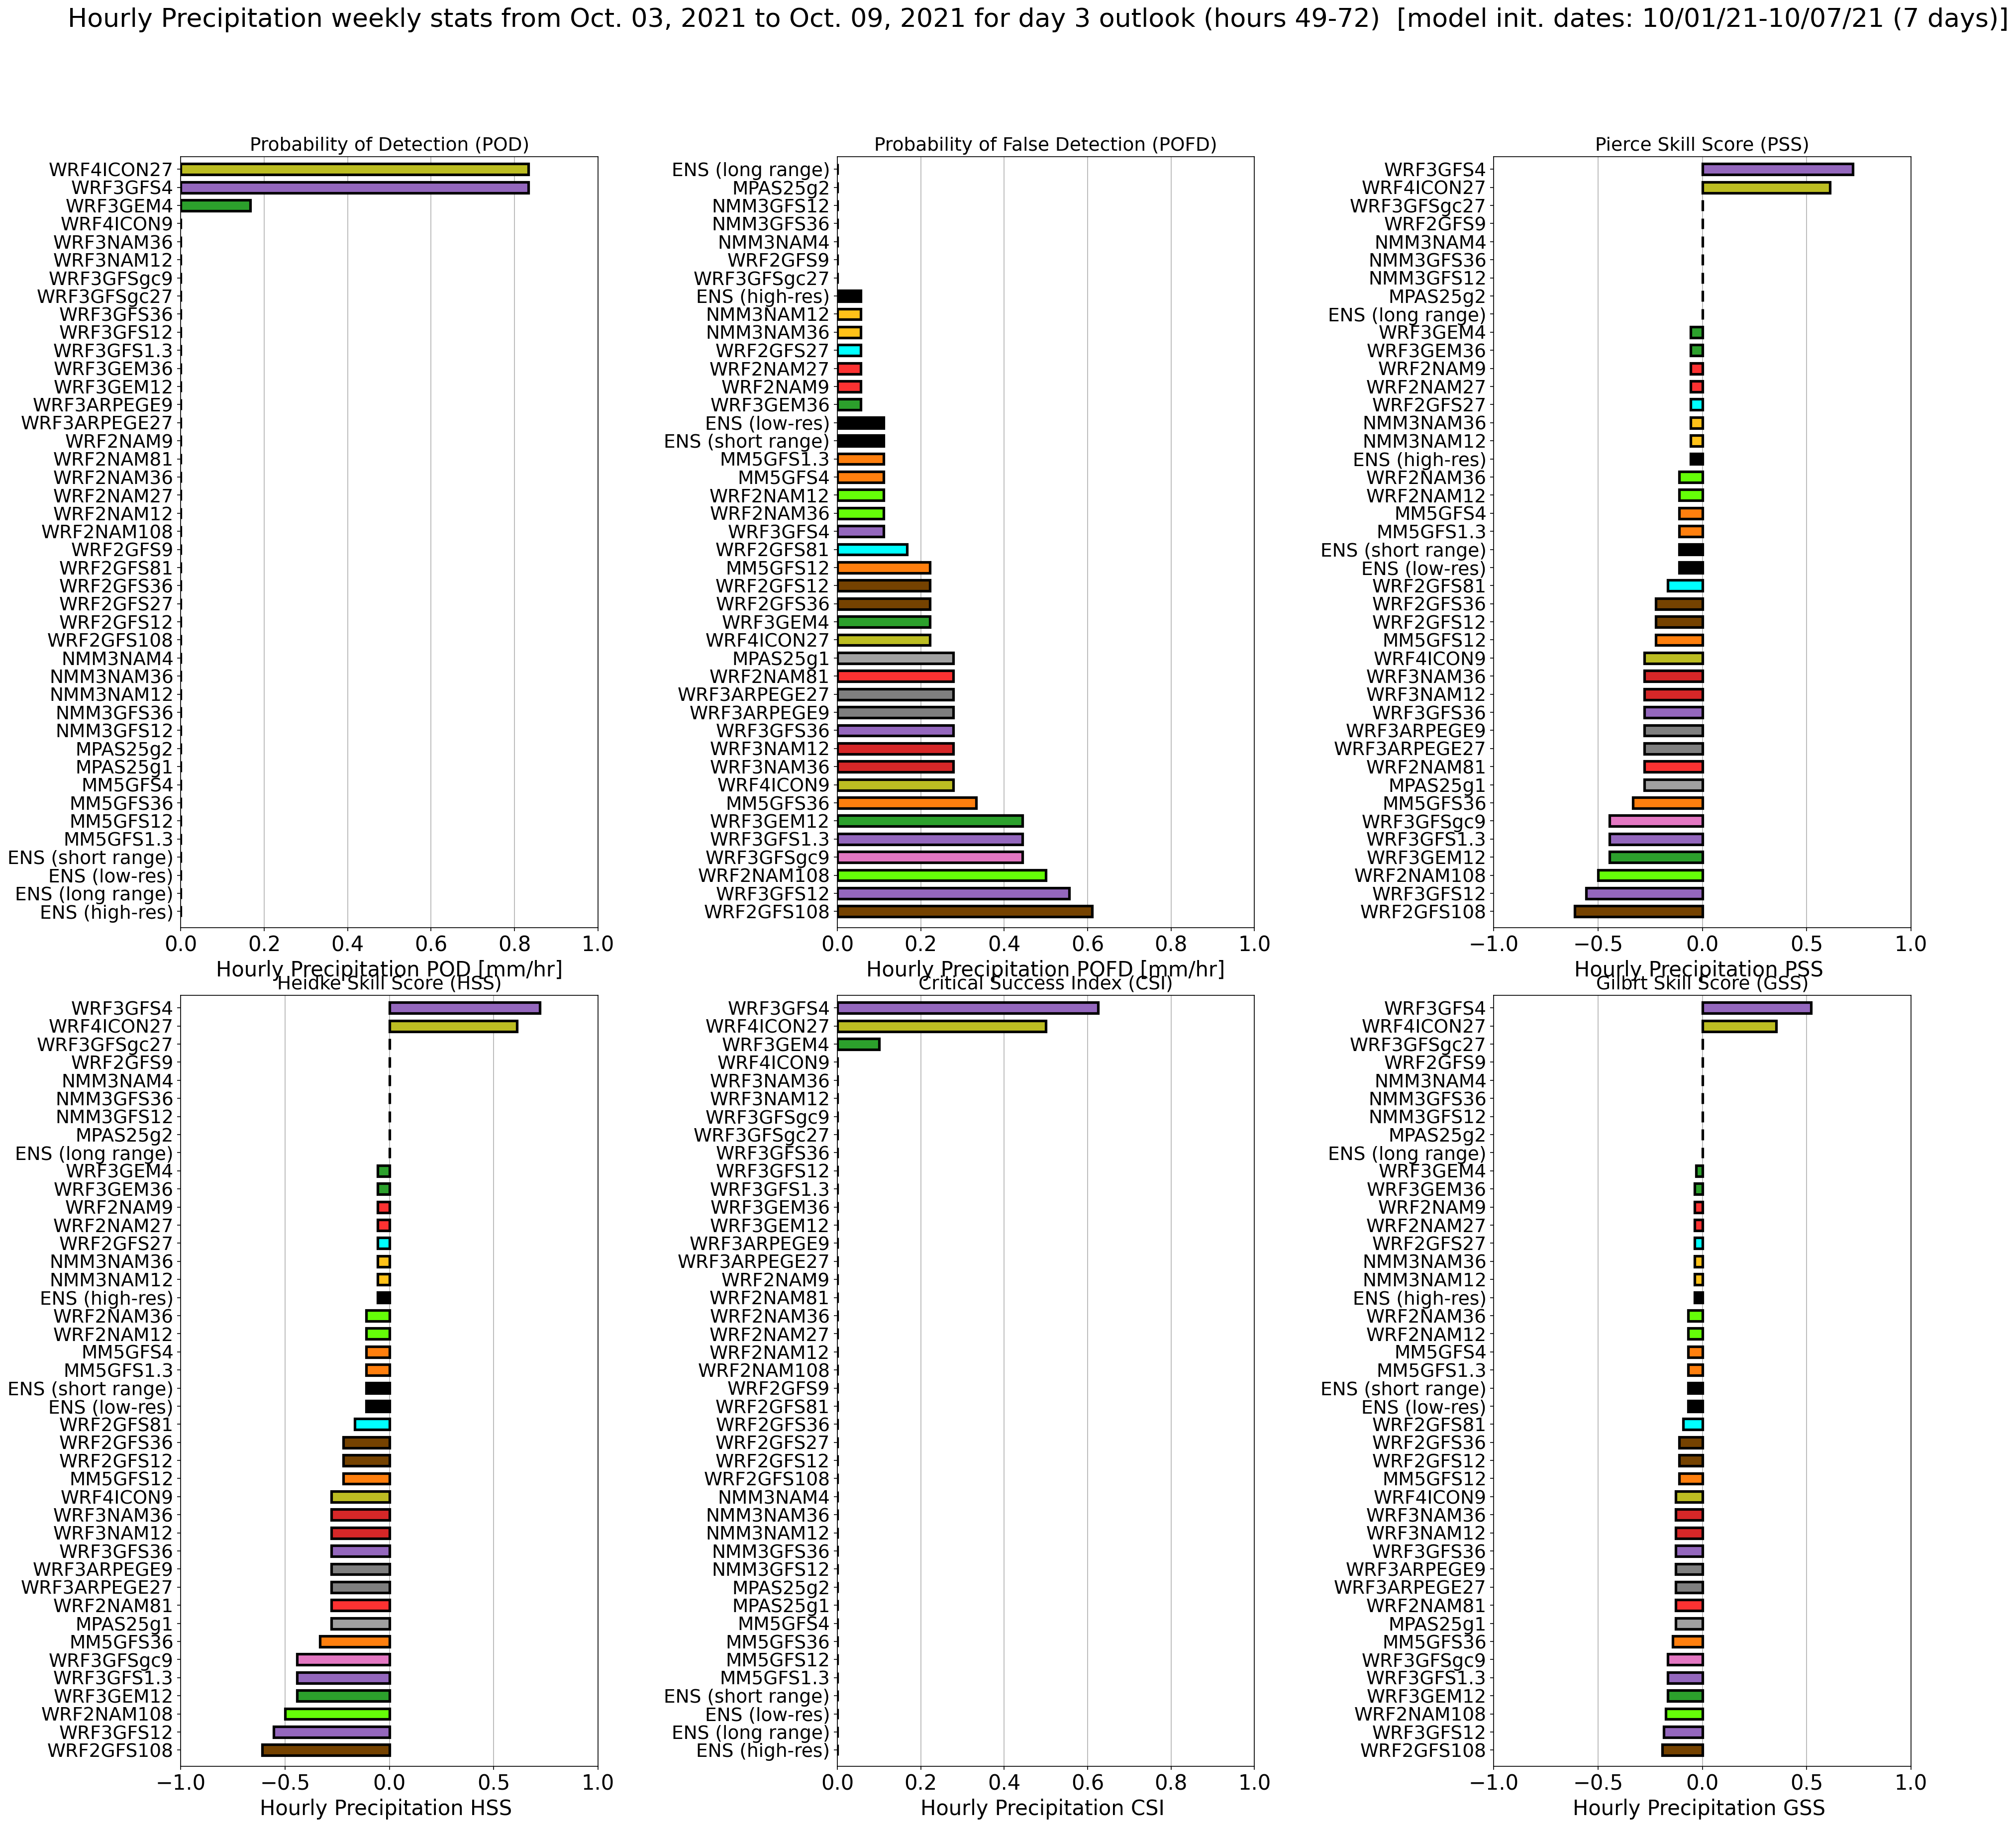 Hourly Precipitation weekly stats from Oct. 03, 2021 to Oct. 09, 2021 for day 3 outlook (hours 49-72)  [model init. dates: 10/01/21-10/07/21 (7 days)]
Probability of Detection (POD)
WRF4ICON27
WRF3GFS4
WRF3GEM4
WRF4ICON9
WRF3NAM36
WRF3NAM12
WRF3GFSgc9
WRF3GFSgc27
WRF3GFS36
WRF3GFS12
WRF3GFS1.3
WRF3GEM36
WRF3GEM12
WRF3ARPEGE9
WRF3ARPEGE27
WRF2NAM9
WRF2NAM81
WRF2NAM36
WRF2NAM27
WRF2NAM12
WRF2NAM108
WRF2GFS9
WRF2GFS81
WRF2GFS36
WRF2GFS27
WRF2GFS12
WRF2GFS108
NMM3NAM4
NMM3NAM36
NMM3NAM12
NMM3GFS36
NMM3GFS12
MPAS25g2
MPAS25g1
MM5GFS4
MM5GFS36
MM5GFS12
MM5GFS1.3
ENS (short range)
ENS (low-res)
ENS (long range)
ENS (high-res)
0.0 0.2 0.4 0.6 0.8 1.0
Hourly Precipitation POD [mm/hr]
Probability of False Detection (POFD)
ENS (long range)
MPAS25g2
NMM3GFS12
NMM3GFS36
NMM3NAM4
WRF2GFS9
WRF3GFSgc27
ENS (high-res)
NMM3NAM12
NMM3NAM36
WRF2GFS27
WRF2NAM27
WRF2NAM9
WRF3GEM36
ENS (low-res)
ENS (short range)
MM5GFS1.3
MM5GFS4
WRF2NAM12
WRF2NAM36
WRF3GFS4
WRF2GFS81
MM5GFS12
WRF2GFS12
WRF2GFS36
WRF3GEM4
WRF4ICON27
MPAS25g1
WRF2NAM81
WRF3ARPEGE27
WRF3ARPEGE9
WRF3GFS36
WRF3NAM12
WRF3NAM36
WRF4ICON9
MM5GFS36
WRF3GEM12
WRF3GFS1.3
WRF3GFSgc9
WRF2NAM108
WRF3GFS12
WRF2GFS108
0.0 0.2 0.4 0.6 0.8 1.0
Hourly Precipitation POFD [mm/hr]
Pierce Skill Score (PSS)
WRF3GFS4
WRF4ICON27
WRF3GFSgc27
WRF2GFS9
NMM3NAM4
NMM3GFS36
NMM3GFS12
MPAS25g2
ENS (long range)
WRF3GEM4
WRF3GEM36
WRF2NAM9
WRF2NAM27
WRF2GFS27
NMM3NAM36
NMM3NAM12
ENS (high-res)
WRF2NAM36
WRF2NAM12
MM5GFS4
MM5GFS1.3
ENS (short range)
ENS (low-res)
WRF2GFS81
WRF2GFS36
WRF2GFS12
MM5GFS12
WRF4ICON9
WRF3NAM36
WRF3NAM12
WRF3GFS36
WRF3ARPEGE9
WRF3ARPEGE27
WRF2NAM81
MPAS25g1
MM5GFS36
WRF3GFSgc9
WRF3GFS1.3
WRF3GEM12
WRF2NAM108
WRF3GFS12
WRF2GFS108
−1.0 −0.5 0.0 0.5 1.0
Hourly Precipitation PSS
Heidke Skill Score (HSS)
WRF3GFS4
WRF4ICON27
WRF3GFSgc27
WRF2GFS9
NMM3NAM4
NMM3GFS36
NMM3GFS12
MPAS25g2
ENS (long range)
WRF3GEM4
WRF3GEM36
WRF2NAM9
WRF2NAM27
WRF2GFS27
NMM3NAM36
NMM3NAM12
ENS (high-res)
WRF2NAM36
WRF2NAM12
MM5GFS4
MM5GFS1.3
ENS (short range)
ENS (low-res)
WRF2GFS81
WRF2GFS36
WRF2GFS12
MM5GFS12
WRF4ICON9
WRF3NAM36
WRF3NAM12
WRF3GFS36
WRF3ARPEGE9
WRF3ARPEGE27
WRF2NAM81
MPAS25g1
MM5GFS36
WRF3GFSgc9
WRF3GFS1.3
WRF3GEM12
WRF2NAM108
WRF3GFS12
WRF2GFS108
−1.0 −0.5 0.0 0.5 1.0
Hourly Precipitation HSS
Critical Success Index (CSI)
WRF3GFS4
WRF4ICON27
WRF3GEM4
WRF4ICON9
WRF3NAM36
WRF3NAM12
WRF3GFSgc9
WRF3GFSgc27
WRF3GFS36
WRF3GFS12
WRF3GFS1.3
WRF3GEM36
WRF3GEM12
WRF3ARPEGE9
WRF3ARPEGE27
WRF2NAM9
WRF2NAM81
WRF2NAM36
WRF2NAM27
WRF2NAM12
WRF2NAM108
WRF2GFS9
WRF2GFS81
WRF2GFS36
WRF2GFS27
WRF2GFS12
WRF2GFS108
NMM3NAM4
NMM3NAM36
NMM3NAM12
NMM3GFS36
NMM3GFS12
MPAS25g2
MPAS25g1
MM5GFS4
MM5GFS36
MM5GFS12
MM5GFS1.3
ENS (short range)
ENS (low-res)
ENS (long range)
ENS (high-res)
0.0 0.2 0.4 0.6 0.8 1.0
Hourly Precipitation CSI
Gilbrt Skill Score (GSS)
WRF3GFS4
WRF4ICON27
WRF3GFSgc27
WRF2GFS9
NMM3NAM4
NMM3GFS36
NMM3GFS12
MPAS25g2
ENS (long range)
WRF3GEM4
WRF3GEM36
WRF2NAM9
WRF2NAM27
WRF2GFS27
NMM3NAM36
NMM3NAM12
ENS (high-res)
WRF2NAM36
WRF2NAM12
MM5GFS4
MM5GFS1.3
ENS (short range)
ENS (low-res)
WRF2GFS81
WRF2GFS36
WRF2GFS12
MM5GFS12
WRF4ICON9
WRF3NAM36
WRF3NAM12
WRF3GFS36
WRF3ARPEGE9
WRF3ARPEGE27
WRF2NAM81
MPAS25g1
MM5GFS36
WRF3GFSgc9
WRF3GFS1.3
WRF3GEM12
WRF2NAM108
WRF3GFS12
WRF2GFS108
−1.0 −0.5 0.0 0.5 1.0
Hourly Precipitation GSS